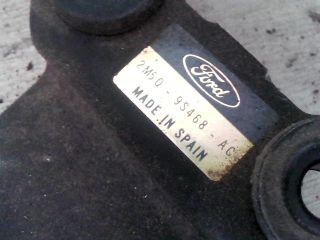 Ford
2M5Q - 9S468 - AC
MADE IN SPAIN